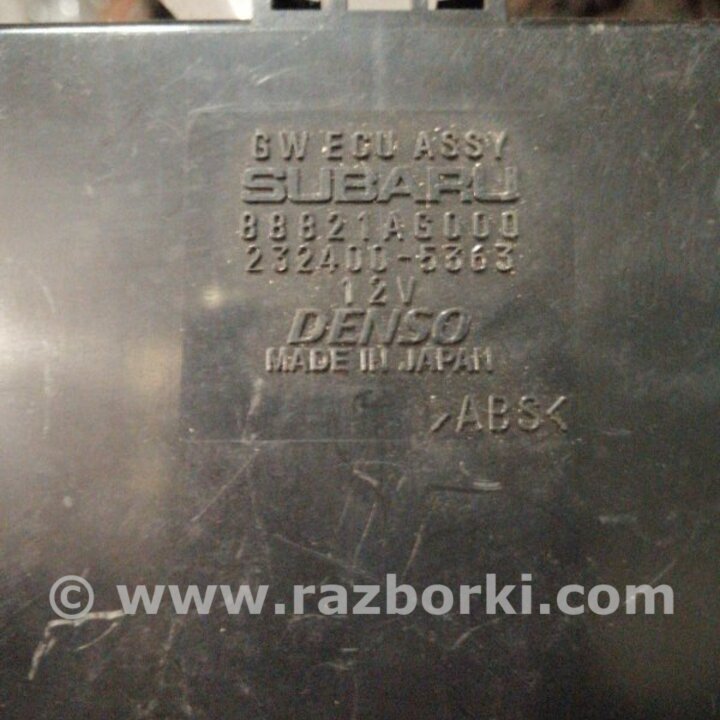 GW ECU ASSY
SUBARU
88821AG000
232400-5363
12V
DENSO
MADE IN JAPAN
>ABS<
© www.razborki.com